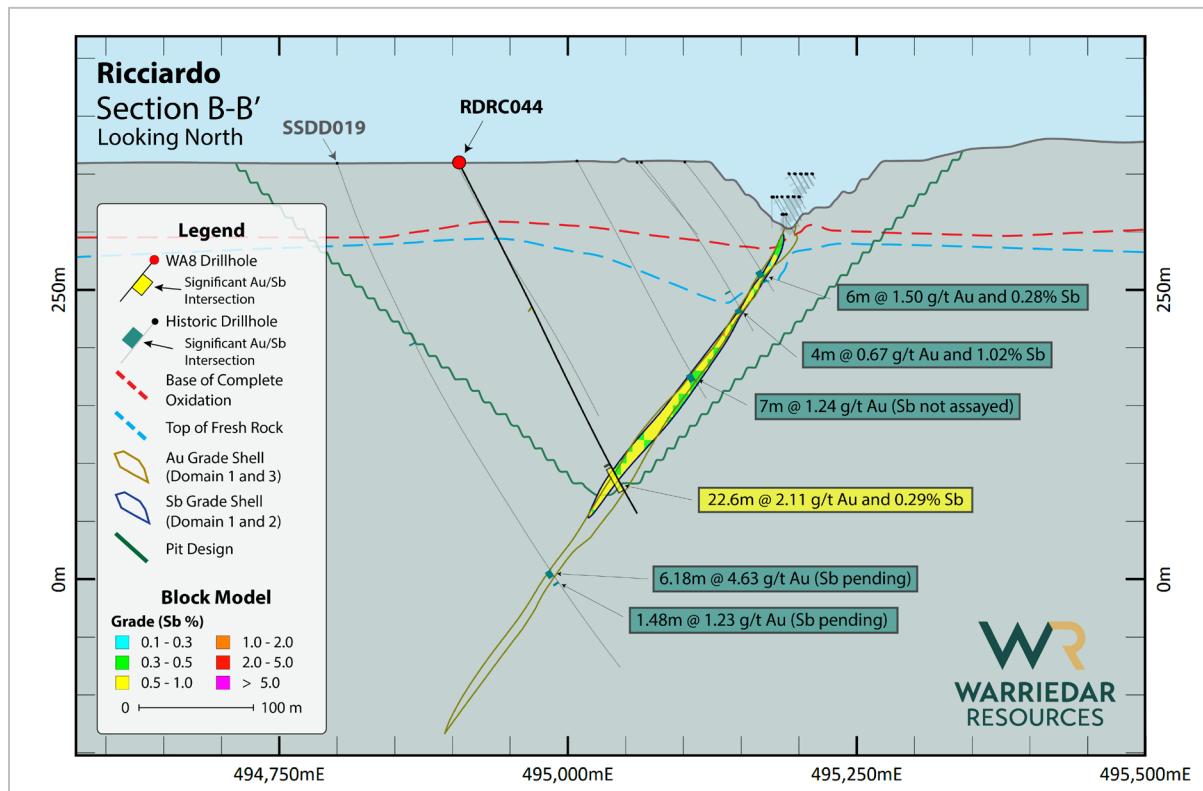 Ricciardo
Section B-B’
Looking North
SSDD019
RDRC044
Legend
WA8 Drillhole
Significant Au/Sb
Intersection
Historic Drillhole
Significant Au/Sb
Intersection
Base of Complete
Oxidation
Top of Fresh Rock
Au Grade Shell
(Domain 1 and 3)
Sb Grade Shell
(Domain 1 and 2)
Pit Design
Block Model
Grade (Sb %)
0.1 - 0.3
1.0 - 2.0
0.3 - 0.5
2.0 - 5.0
0.5 - 1.0
> 5.0
0
100 m
250m
0m
6m @ 1.50 g/t Au and 0.28% Sb
4m @ 0.67 g/t Au and 1.02% Sb
7m @ 1.24 g/t Au (Sb not assayed)
22.6m @ 2.11 g/t Au and 0.29% Sb
6.18m @ 4.63 g/t Au (Sb pending)
1.48m @ 1.23 g/t Au (Sb pending)
250m
0m
WR
WARRIEDAR
RESOURCES
494,750mE
495,000mE
495,250mE
495,500mE